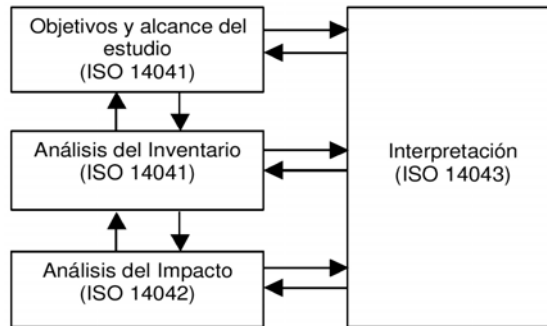 Objetivos y alcance del
estudio
(ISO 14041)
Análisis del Inventario
(ISO 14041)
Análisis del Impacto
(ISO 14042)
Interpretación
(ISO 14043)